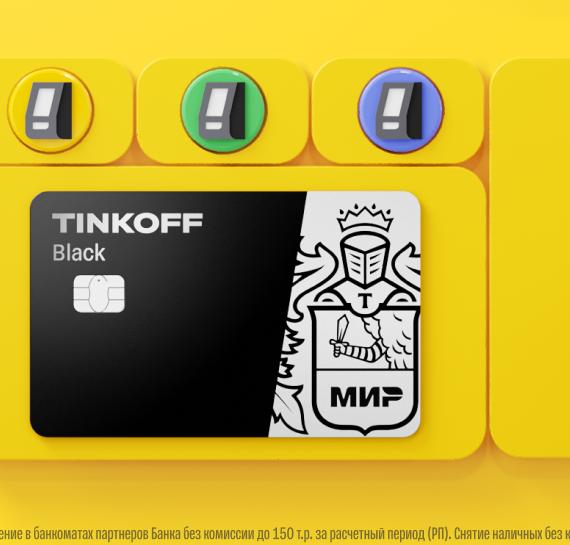 TINKOFF
Black
T
МИР
ение в банкоматах партнеров Банка без комиссии до 150 т.р. за расчетный период (РП). Снятие наличных без к